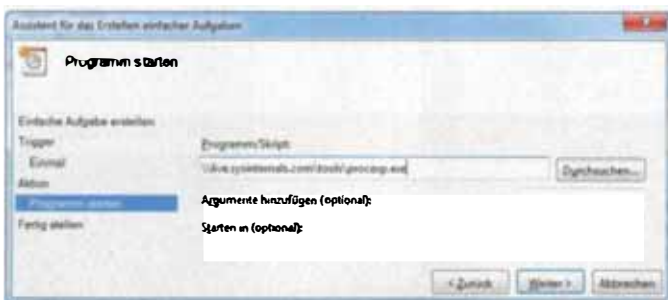 Assistent für das Erstellen einfacher Aufgaben
Programm starten
Einfache Aufgabe erstellen
Trigger
Einmal
Aktion
Programm starten
Fertig stellen
Programm/Skript:
\\live.sysinternals.com\tools\procexp.exe
Durchsuchen...
Argumente hinzufügen (optional):
Starten in (optional):
< Zurück
Weiter >
Abbrechen